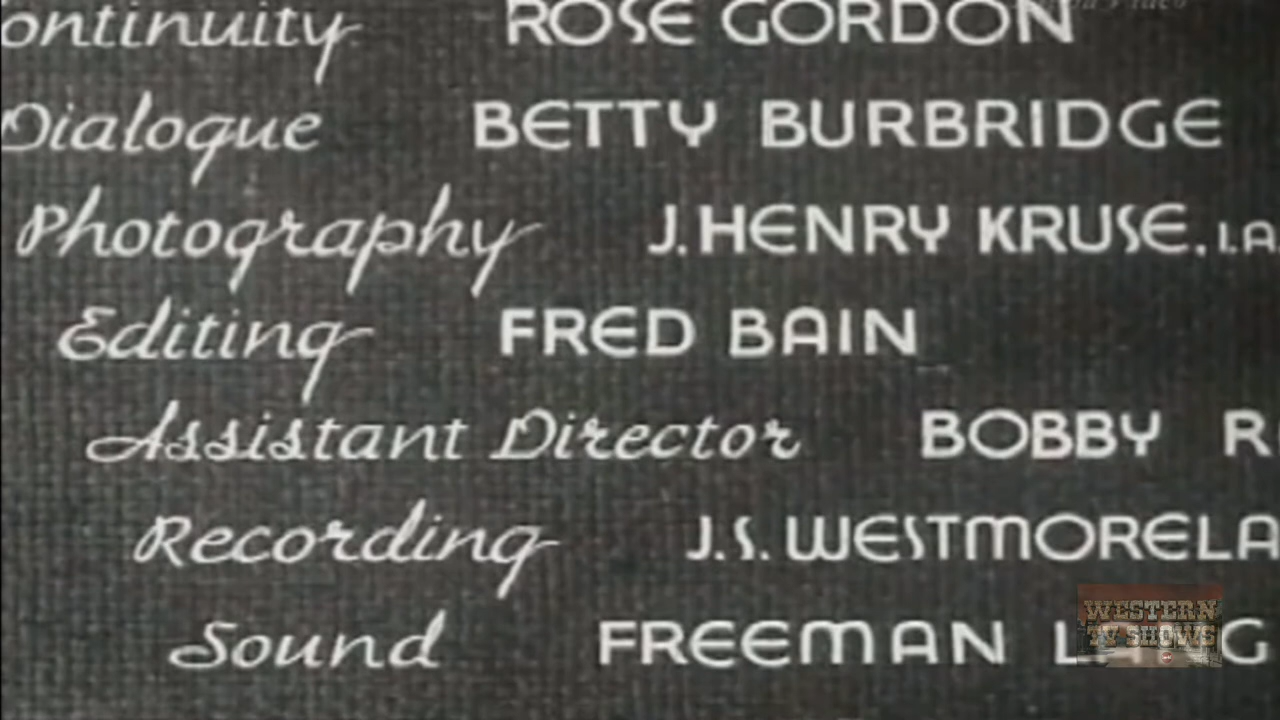 ontinuity ROSE GORDON
Dialogue BETTY BURBRIDGE
Photography J. HENRY KRUSE, I.A
Editing FRED BAIN
Assistant Director BOBBY R
Recording J. S. WESTMORELA
Sound FREEMAN
WESTERN
TV SHOWS